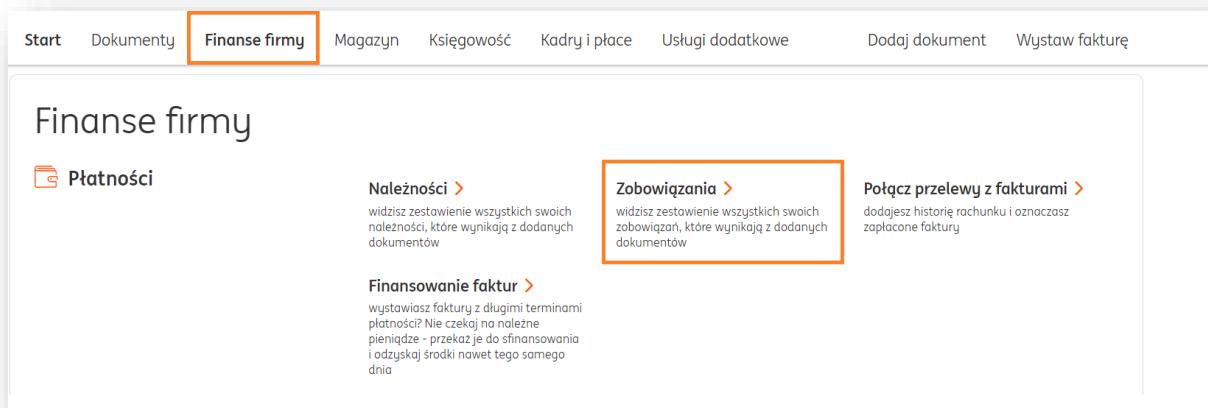 Start Dokumenty Finanse firmy Magazyn Księgowość Kadry i płace Usługi dodatkowe Dodaj dokument Wystaw fakturę
Finanse firmy
Płatności
Należności >
widzisz zestawienie wszystkich swoich
należności, które wynikają z dodanych
dokumentów
Zobowiązania >
widzisz zestawienie wszystkich swoich
zobowiązań, które wynikają z dodanych
dokumentów
Połącz przelewy z fakturami >
dodajesz historię rachunku i oznaczasz
zapłacone faktury
Finansowanie faktur >
wystawiasz faktury z długimi terminami
płatności? Nie czekaj na należne
pieniądze - przekaż je do sfinansowania
i odzyskaj środki nawet tego samego
dnia